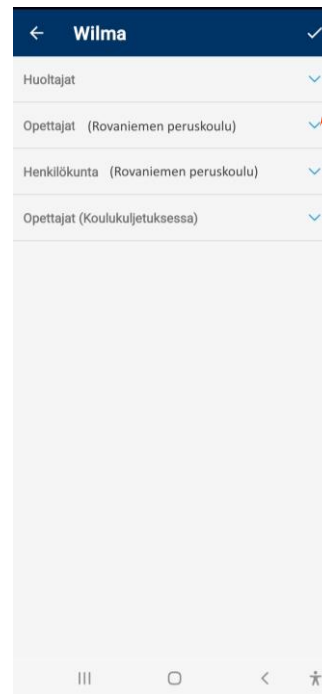 Wilma
Huoltajat
Opettajat (Rovaniemen peruskoulu)
Henkilökunta (Rovaniemen peruskoulu)
Opettajat (Koulukuljetuksessa)